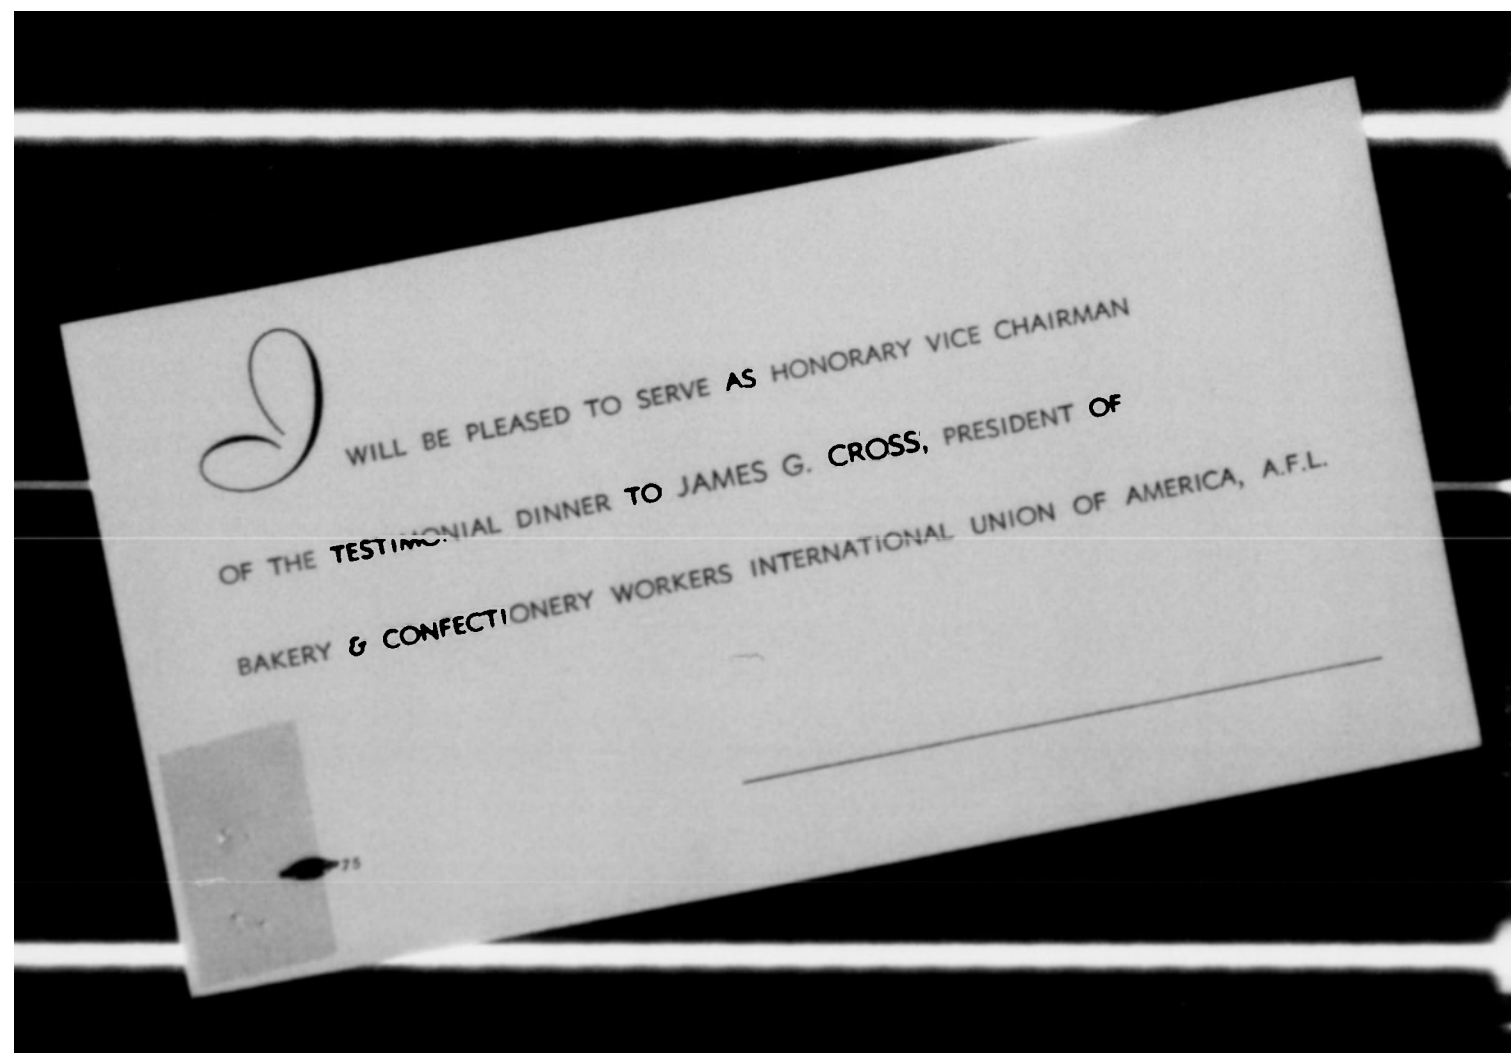 I WILL BE PLEASED TO SERVE AS HONORARY VICE CHAIRMAN
OF THE TESTIMONIAL DINNER TO JAMES G. CROSS, PRESIDENT OF
BAKERY & CONFECTIONERY WORKERS INTERNATIONAL UNION OF AMERICA, A.F.L.
75